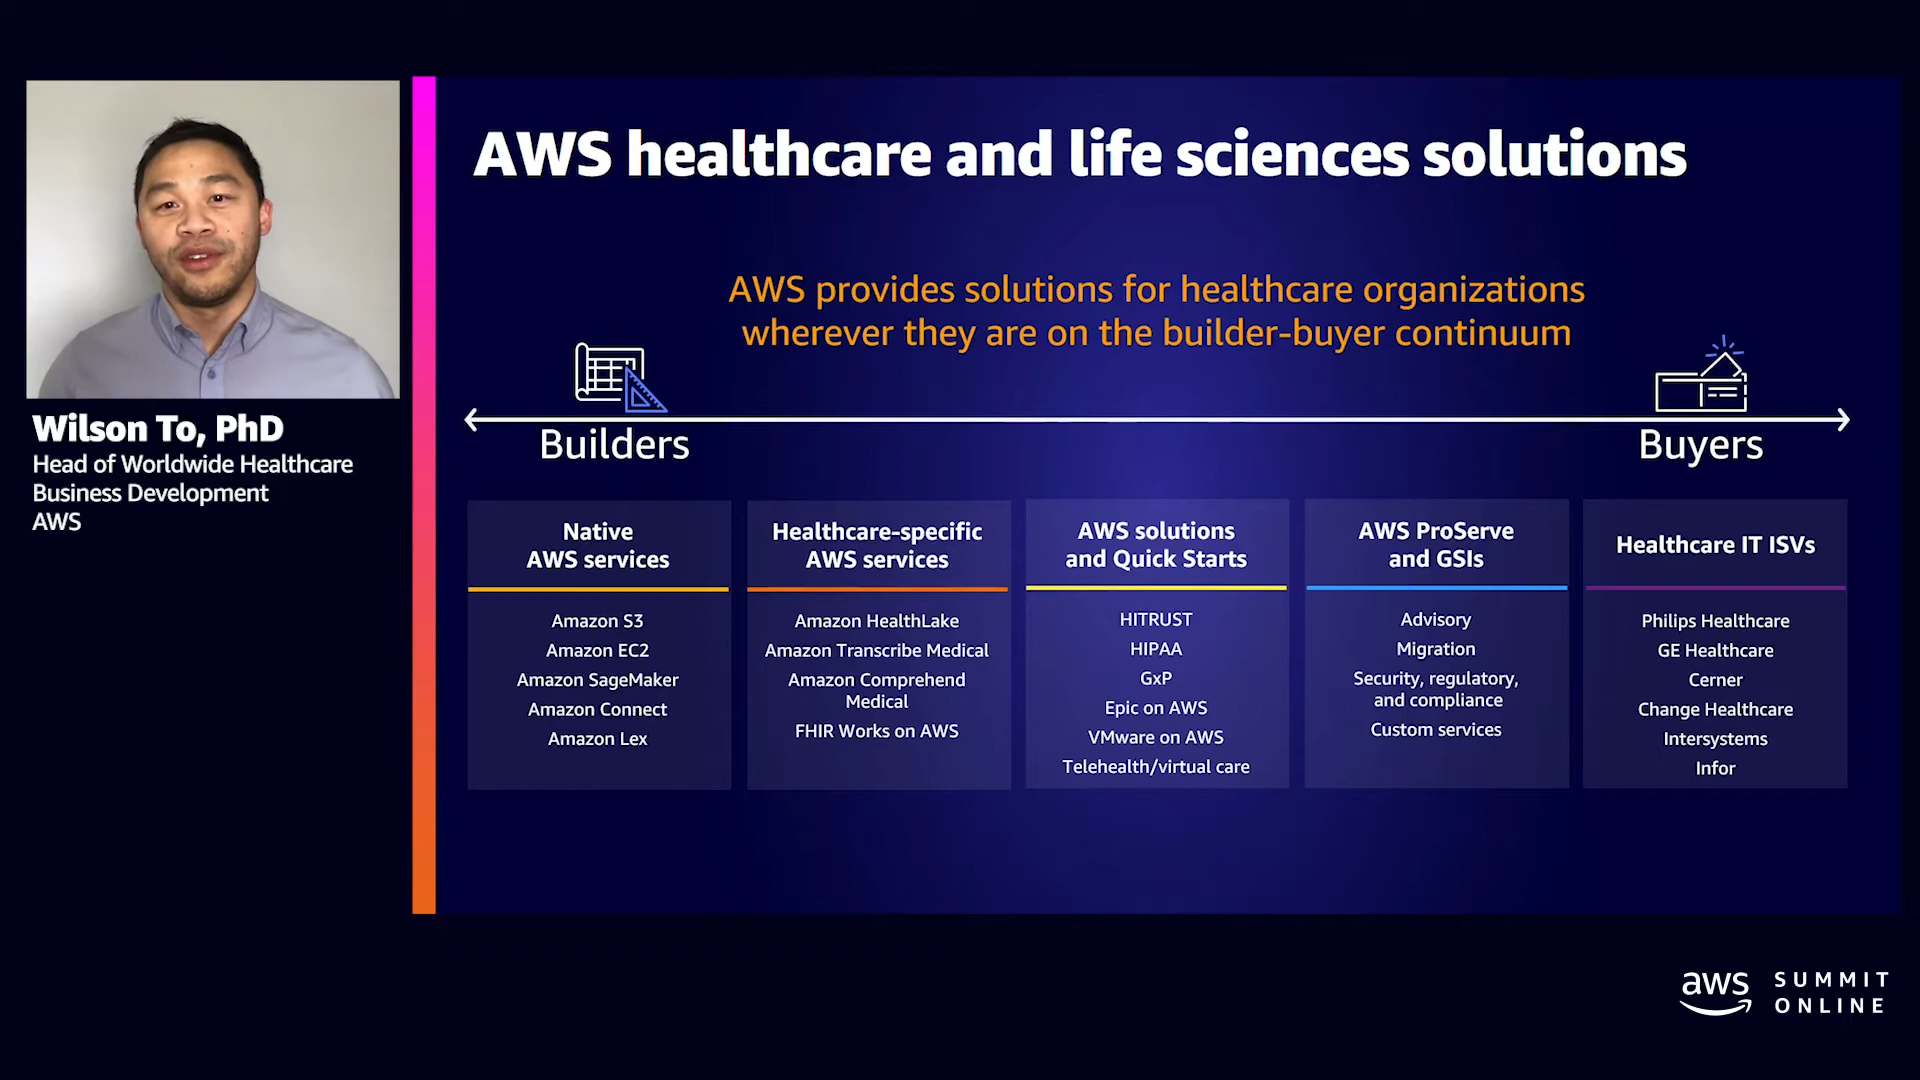 AWS healthcare and life sciences solutions
AWS provides solutions for healthcare organizations
wherever they are on the builder-buyer continuum
Builders
Buyers
Wilson To, PhD
Head of Worldwide Healthcare
Business Development
AWS
Native
AWS services
Amazon S3
Amazon EC2
Amazon SageMaker
Amazon Connect
Amazon Lex
Healthcare-specific
AWS services
Amazon HealthLake
Amazon Transcribe Medical
Amazon Comprehend
Medical
FHIR Works on AWS
AWS solutions
and Quick Starts
HITRUST
HIPAA
GxP
Epic on AWS
VMware on AWS
Telehealth/virtual care
AWS ProServe
and GSIs
Advisory
Migration
Security, regulatory,
and compliance
Custom services
Healthcare IT ISVs
Philips Healthcare
GE Healthcare
Cerner
Change Healthcare
Intersystems
Infor
aws
SUMMIT
ONLINE